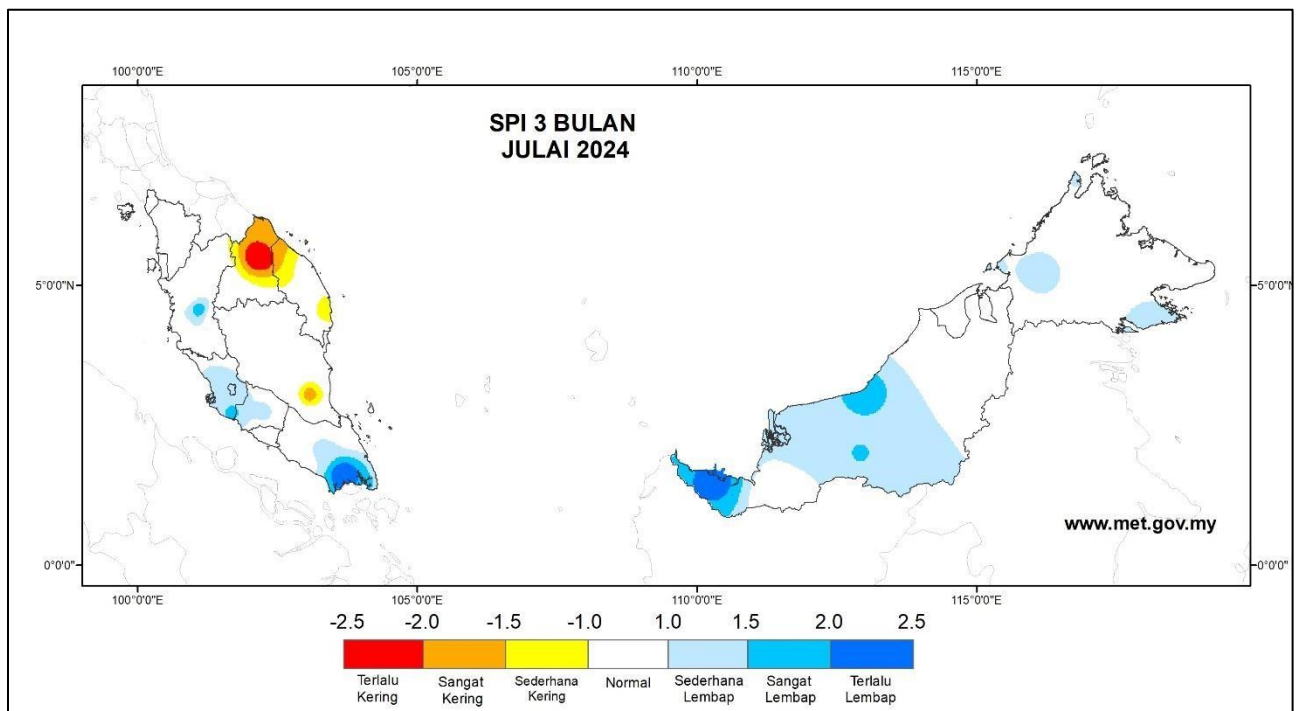 100°0'0"E 105°0'0"E 110°0'0"E 115°0'0"E
SPI 3 BULAN
JULAI 2024
5°0'0"N 5°0'0"N
www.met.gov.my
0°0'0" 0°0'0"
100°0'0"E 105°0'0"E 110°0'0"E 115°0'0"E
-2.5 -2.0 -1.5 -1.0 1.0 1.5 2.0 2.5
Terlalu Kering
Sangat Kering
Sederhana Kering
Normal
Sederhana Lembap
Sangat Lembap
Terlalu Lembap